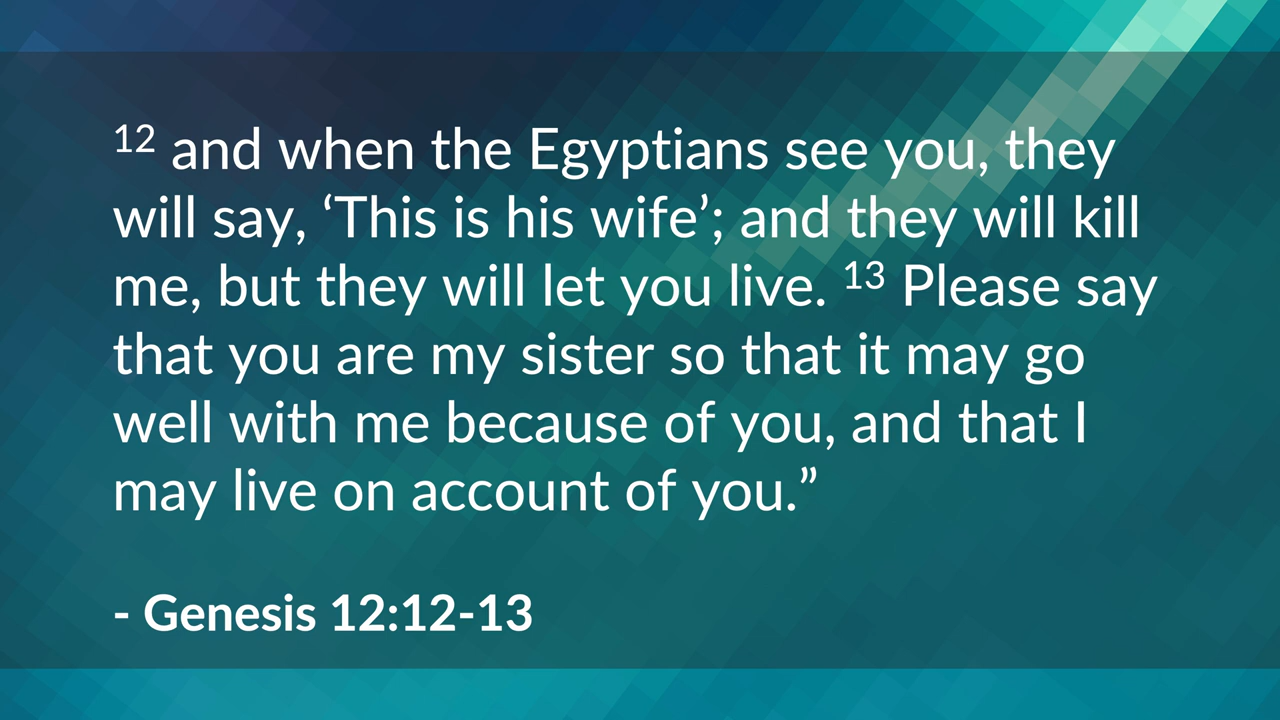 12 and when the Egyptians see you, they
will say, ‘This is his wife’; and they will kill
me, but they will let you live. 13 Please say
that you are my sister so that it may go
well with me because of you, and that I
may live on account of you.”
- Genesis 12:12-13